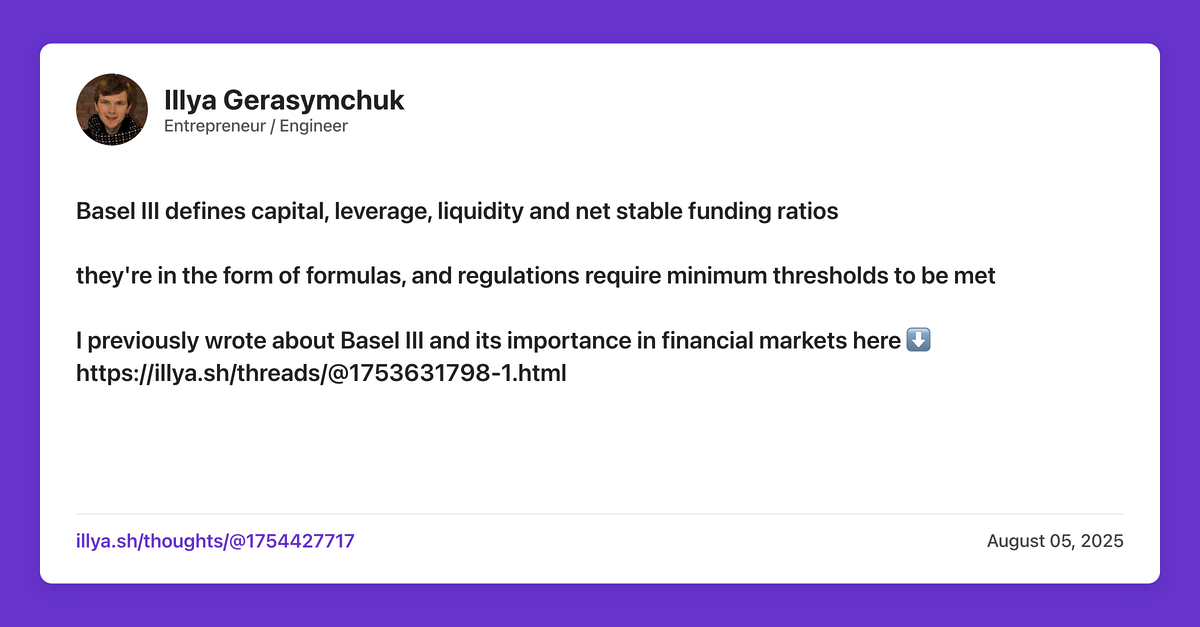 Illya Gerasymchuk
Entrepreneur / Engineer
Basel III defines capital, leverage, liquidity and net stable funding ratios
they're in the form of formulas, and regulations require minimum thresholds to be met
I previously wrote about Basel III and its importance in financial markets here ⬇️
https://illya.sh/threads/@1753631798-1.html
illya.sh/thoughts/@1754427717
August 05, 2025